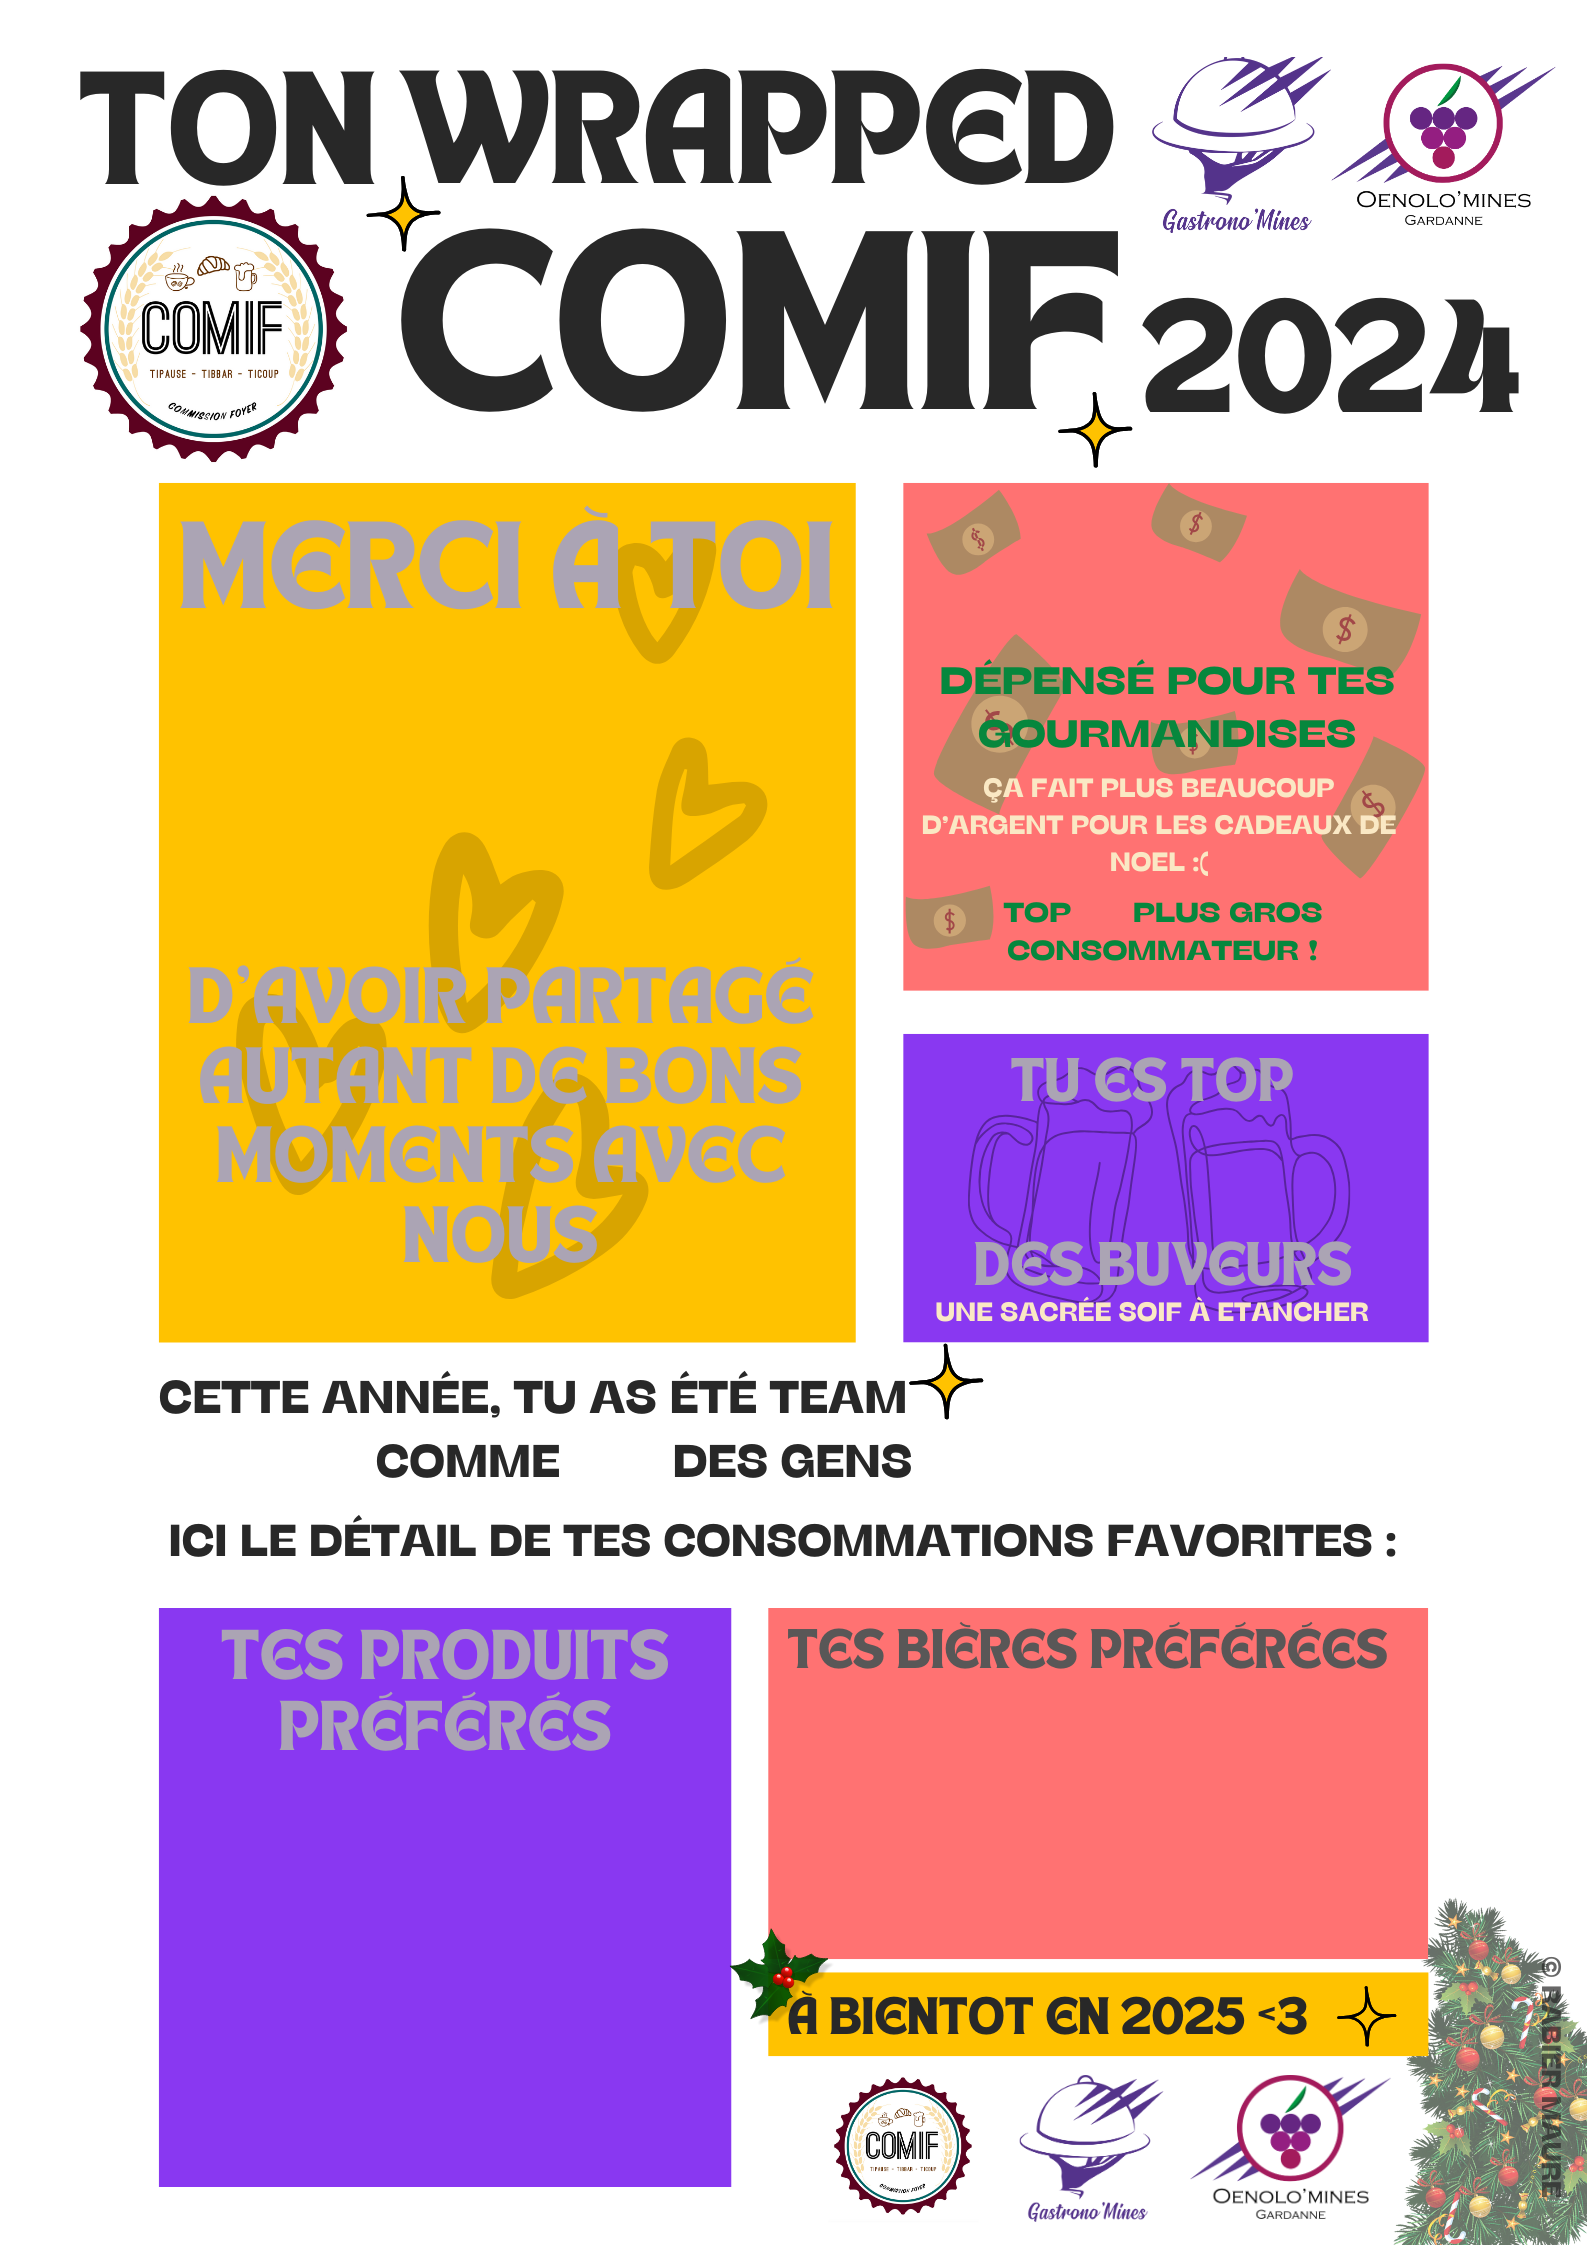 TON WRAPPED
Gastrono'Mines
OENOLO'MINES
GARDANNE
COMIF
TIPAUSE - TIBBAR - TICOUP
COMMISSION FOYER
COMIF 2024
MERCI À TOI
D'AVOIR PARTAGÉ
AUTANT DE BONS
MOMENTS AVEC
NOUS
DÉPENSÉ POUR TES
GOURMANDISES
ÇA FAIT PLUS BEAUCOUP
D'ARGENT POUR LES CADEAUX DE
NOEL :(
TOP PLUS GROS
CONSOMMATEUR !
TU ES TOP
DES BUVEURS
UNE SACRÉE SOIF À ETANCHER
CETTE ANNÉE, TU AS ÉTÉ TEAM
COMME DES GENS
ICI LE DÉTAIL DE TES CONSOMMATIONS FAVORITES :
TES PRODUITS
PRÉFÉRÉS
TES BIÈRES PRÉFÉRÉES
À BIENTOT EN 2025 <3
COMIF
TIPAUSE - TIBBAR - TICOUP
COMMISSION FOYER
Gastrono'Mines
OENOLO'MINES
GARDANNE
© PABIER MAURE